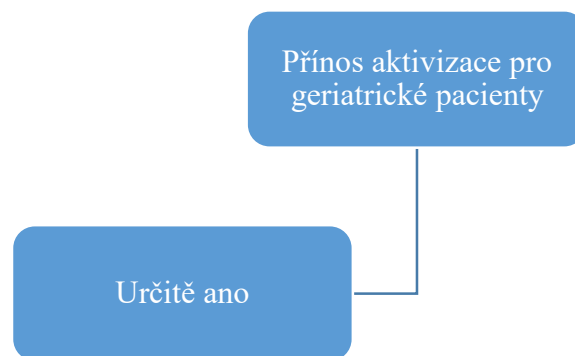 Přínos aktivizace pro
geriatrické pacienty
Určitě ano